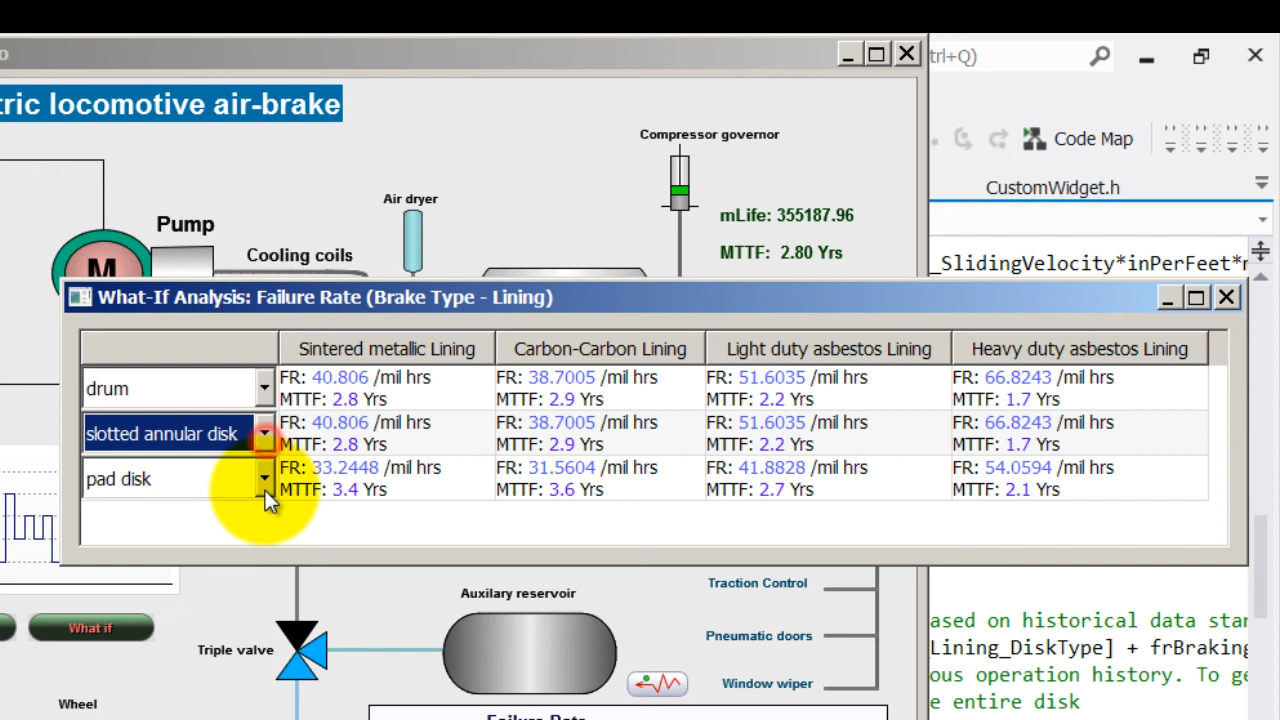 o
trl+Q)
tric locomotive air-brake
Compressor governor
Code Map
Air dryer
CustomWidget.h
mLife: 355187.96
Pump
MTTF: 2.80 Yrs
Cooling coils
M
_SlidingVelocity*inPerFeet*
What-If Analysis: Failure Rate (Brake Type - Lining)
Sintered metallic Lining
Carbon-Carbon Lining
Light duty asbestos Lining
Heavy duty asbestos Lining
drum
FR: 40.806 /mil hrs
MTTF: 2.8 Yrs
FR: 38.7005 /mil hrs
MTTF: 2.9 Yrs
FR: 51.6035 /mil hrs
MTTF: 2.2 Yrs
FR: 66.8243 /mil hrs
MTTF: 1.7 Yrs
slotted annular disk
FR: 40.806 /mil hrs
MTTF: 2.8 Yrs
FR: 38.7005 /mil hrs
MTTF: 2.9 Yrs
FR: 51.6035 /mil hrs
MTTF: 2.2 Yrs
FR: 66.8243 /mil hrs
MTTF: 1.7 Yrs
pad disk
FR: 33.2448 /mil hrs
MTTF: 3.4 Yrs
FR: 31.5604 /mil hrs
MTTF: 3.6 Yrs
FR: 41.8828 /mil hrs
MTTF: 2.7 Yrs
FR: 54.0594 /mil hrs
MTTF: 2.1 Yrs
Traction Control
Auxilary reservoir
What if
Triple valve
Pneumatic doors
Window wiper
Wheel
Failure Rate
ased on historical data star
_Lining_DiskType] + frBraking
ous operation history. To ge
e entire disk